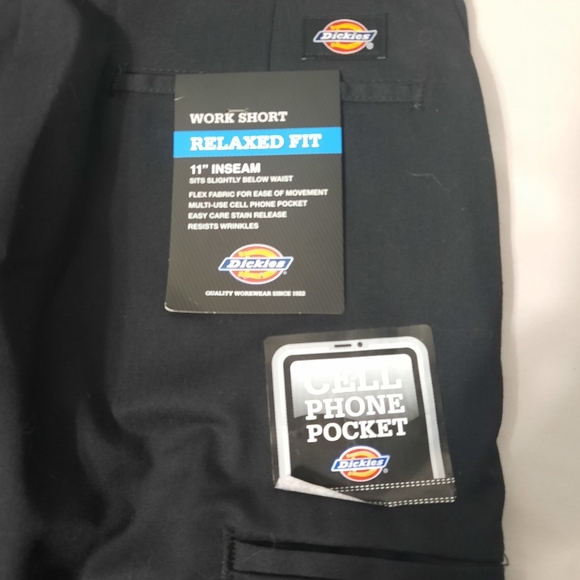 Dickies
WORK SHORT
RELAXED FIT
11" INSEAM
SITS SLIGHTLY BELOW WAIST
FLEX FABRIC FOR EASE OF MOVEMENT
MULTI-USE CELL PHONE POCKET
EASY CARE STAIN RELEASE
RESISTS WRINKLES
Dickies
QUALITY WORKWEAR SINCE 1922
CELL
PHONE
POCKET
Dickies